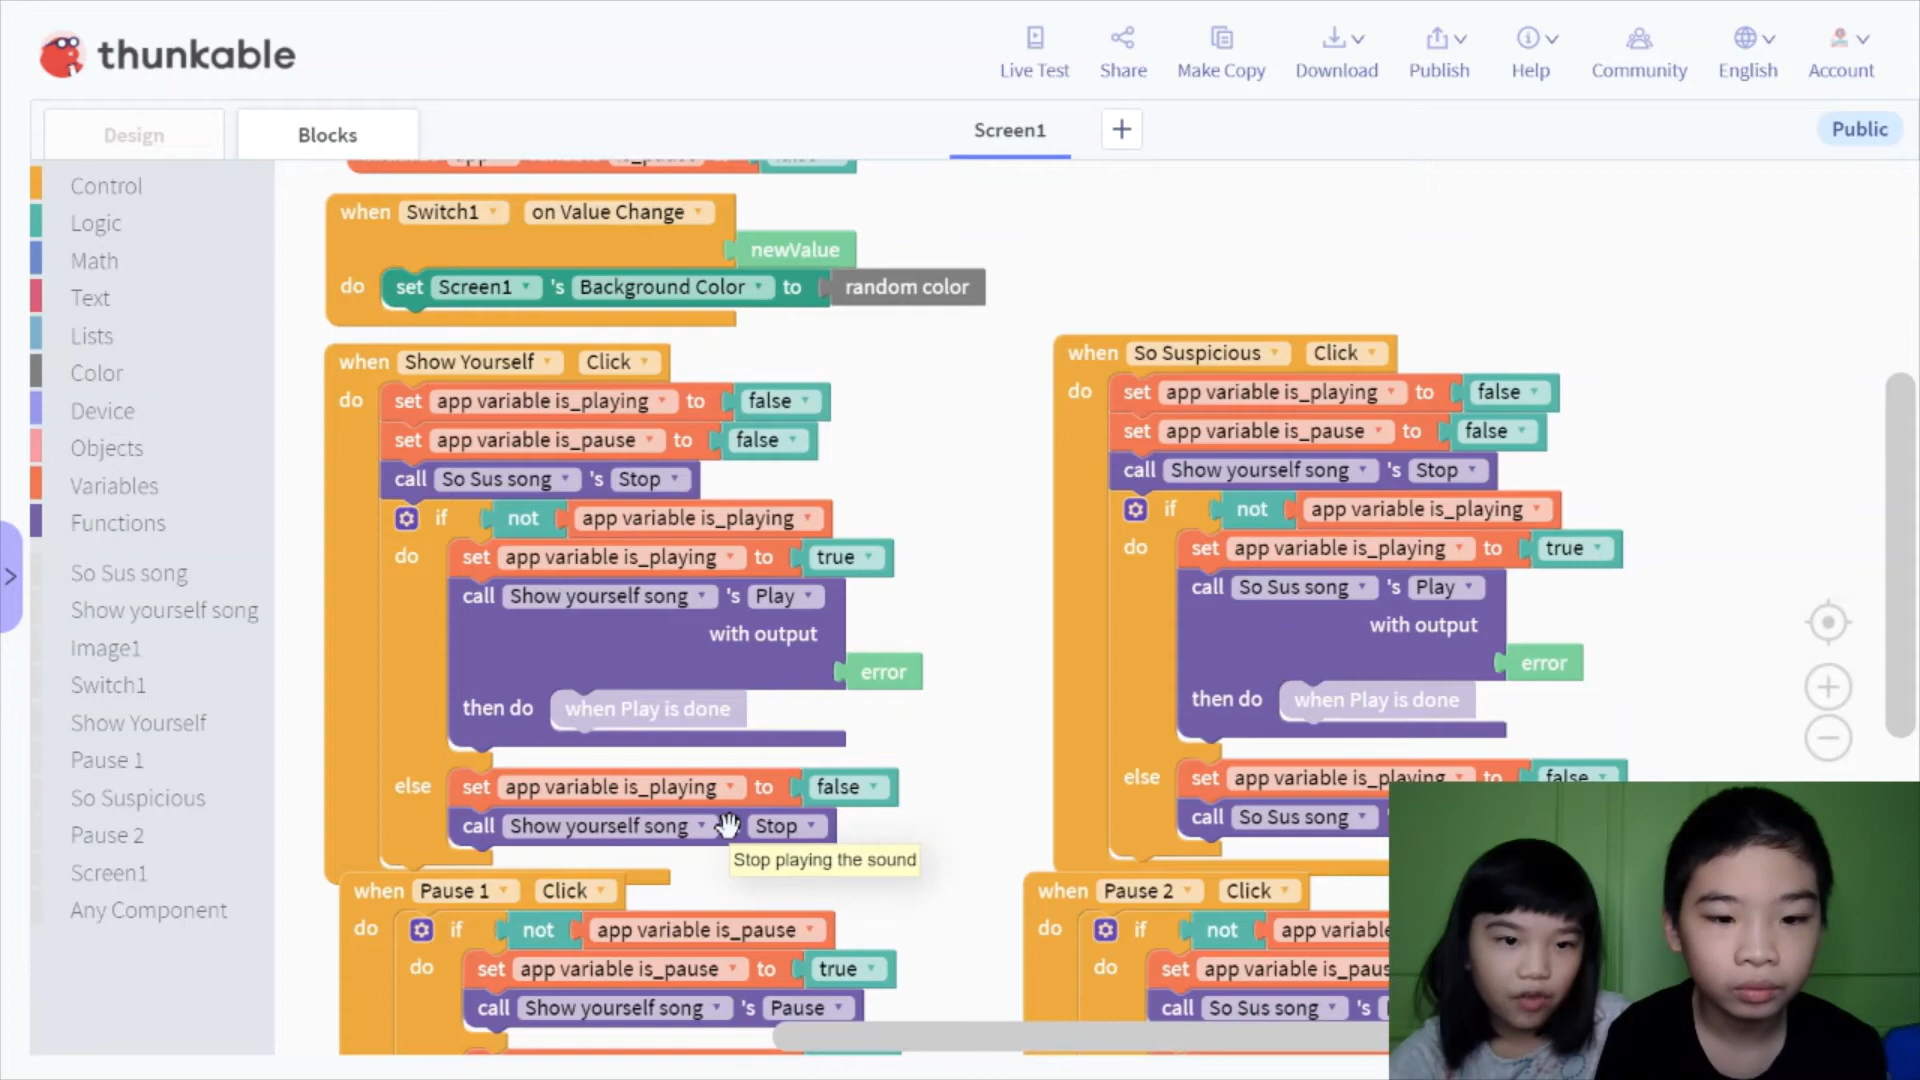 thunkable
Live Test
Share
Make Copy
Download
Publish
Help
Community
English
Account
Design
Blocks
Screen1
+
Public
Control
Logic
Math
Text
Lists
Color
Device
Objects
Variables
Functions
So Sus song
Show yourself song
Image1
Switch1
Show Yourself
Pause 1
So Suspicious
Pause 2
Screen1
Any Component
when Switch1 on Value Change
newValue
do set Screen1 's Background Color to random color
when Show Yourself Click
do set app variable is_playing to false
set app variable is_pause to false
call So Sus song 's Stop
if not app variable is_playing
do set app variable is_playing to true
call Show yourself song 's Play
with output
error
then do when Play is done
else set app variable is_playing to false
call Show yourself song Stop
Stop playing the sound
when Pause 1 Click
do if not app variable is_pause
do set app variable is_pause to true
call Show yourself song 's Pause
when So Suspicious Click
do set app variable is_playing to false
set app variable is_pause to false
call Show yourself song 's Stop
if not app variable is_playing
do set app variable is_playing to true
call So Sus song 's Play
with output
error
then do when Play is done
else set app variable is_playing to false
call So Sus song '
when Pause 2 Click
do if not app variable
do set app variable is_paus
call So Sus song 's